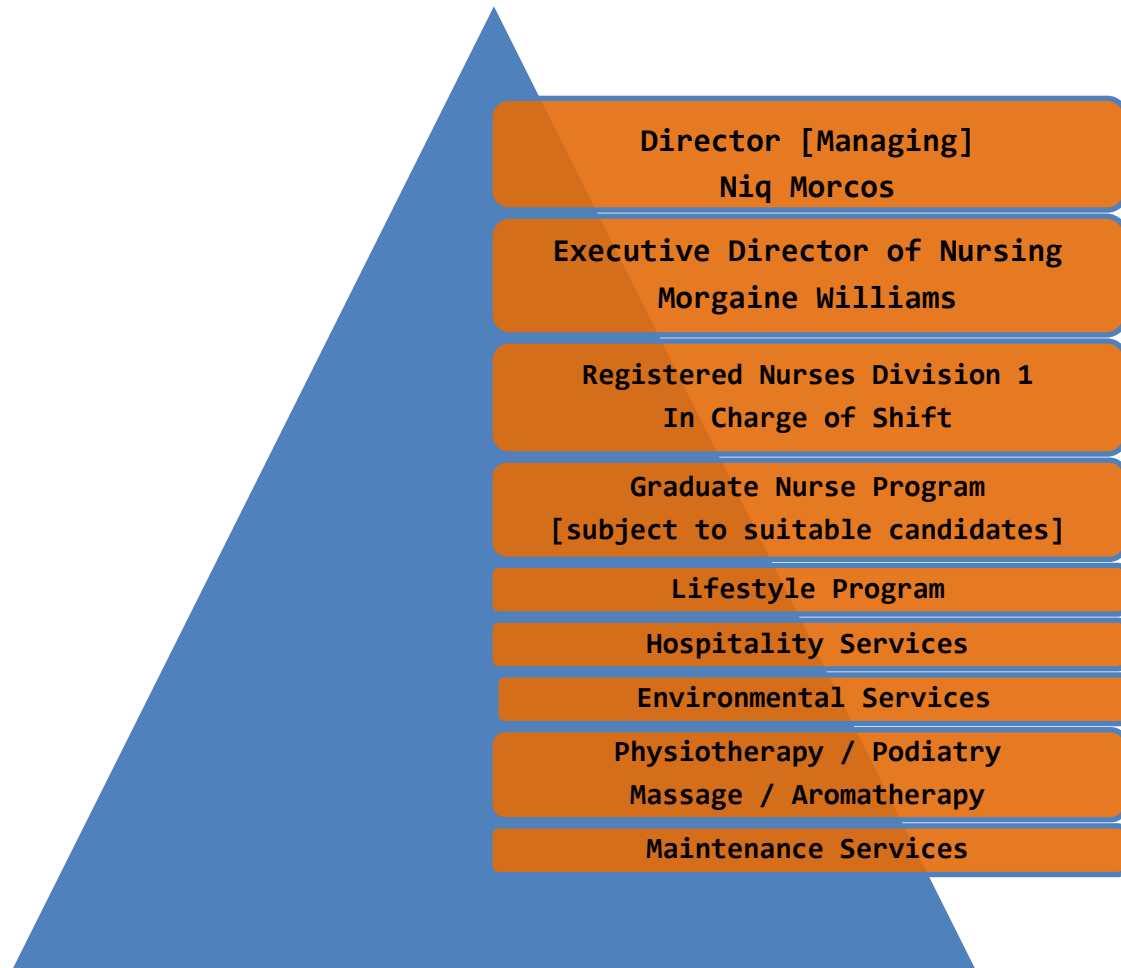 Director [Managing]
Niq Morcos
Executive Director of Nursing
Morgaine Williams
Registered Nurses Division 1
In Charge of Shift
Graduate Nurse Program
[subject to suitable candidates]
Lifestyle Program
Hospitality Services
Environmental Services
Physiotherapy / Podiatry
Massage / Aromatherapy
Maintenance Services